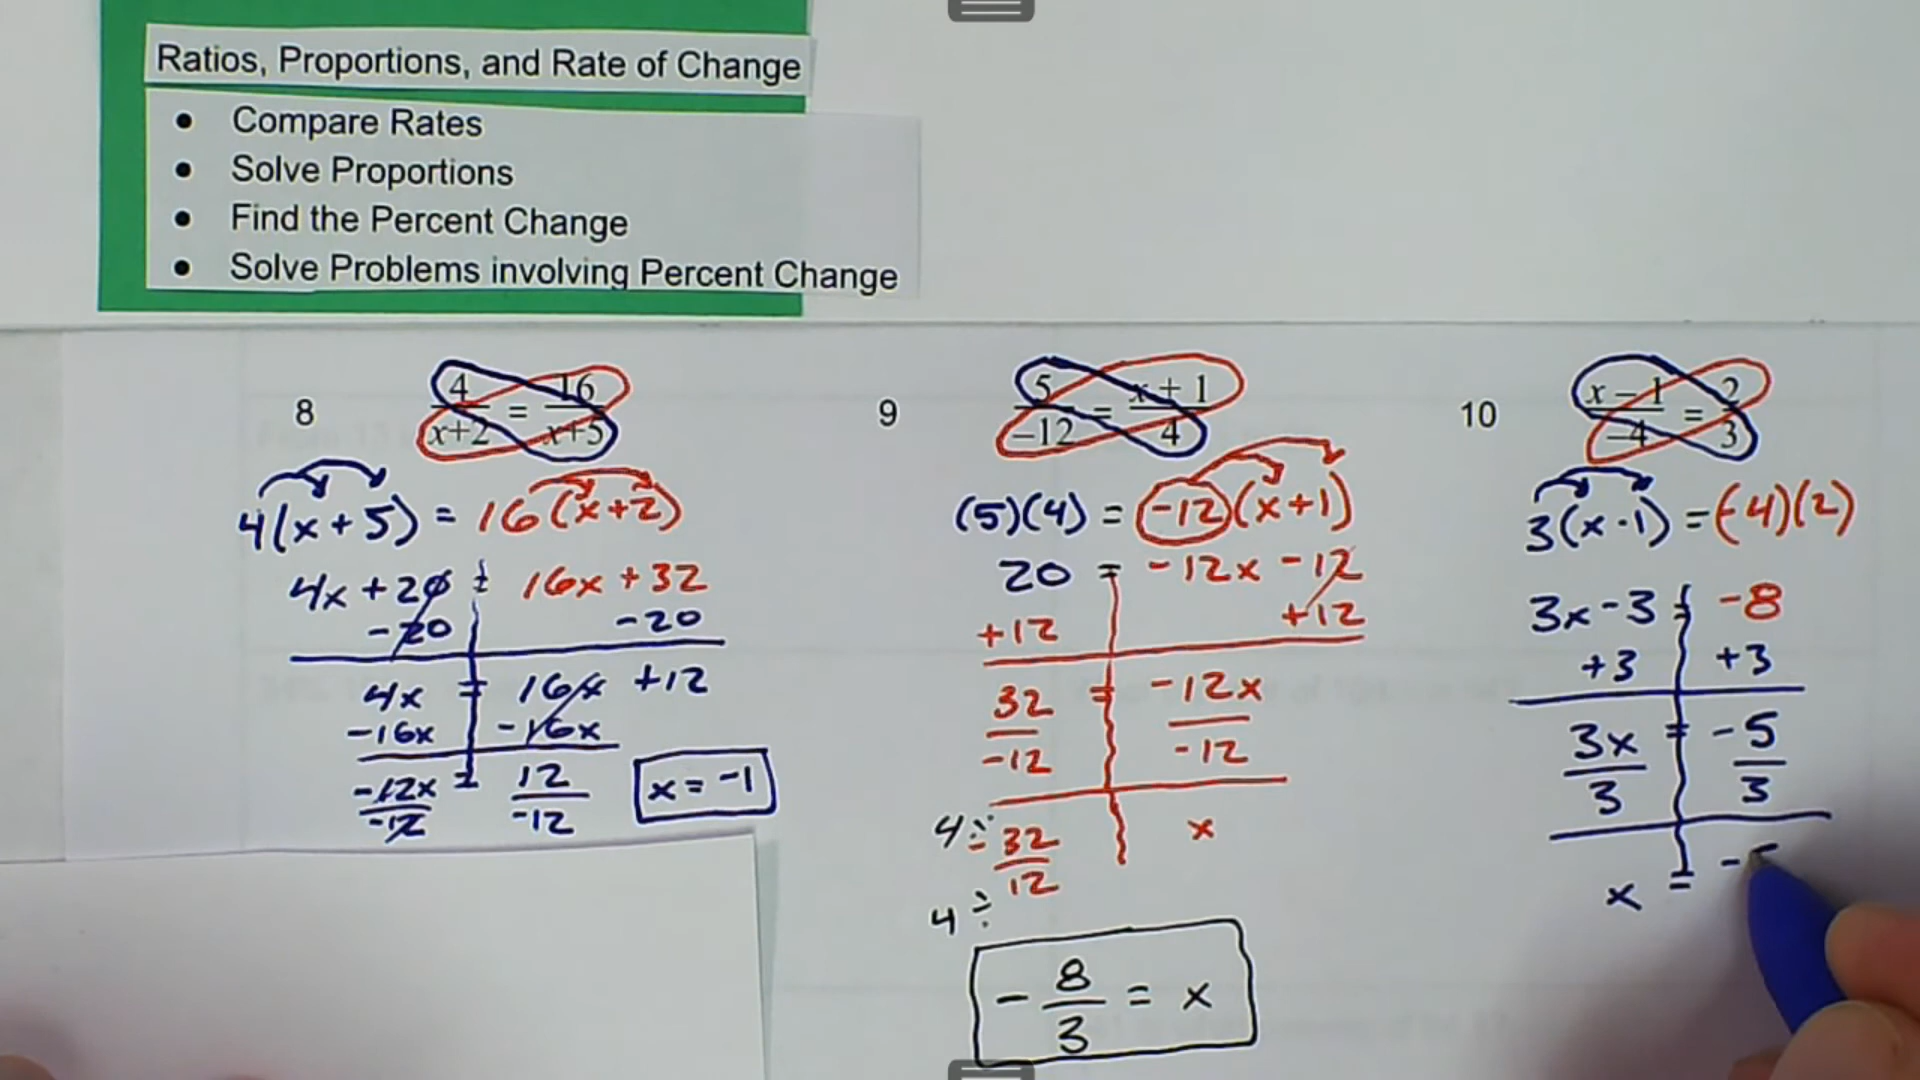 Ratios, Proportions, and Rate of Change
● Compare Rates
● Solve Proportions
● Find the Percent Change
● Solve Problems involving Percent Change
8
4/x+2 = 16/x+5
4(x+5) = 16(x+2)
4x+20 = 16x+32
-20 -20
4x = 16x +12
-16x -16x
-12x/-12 = 12/-12
x = -1
9
5/-12 = x+1/4
(5)(4) = -12(x+1)
20 = -12x -12
+12 +12
32/-12 = -12x/-12
4÷ 32/12 x
4÷
-8/3 = x
10
x-1/-4 = 2/3
3(x-1) = (-4)(2)
3x-3 = -8
+3 +3
3x/3 = -5/3
x = -5